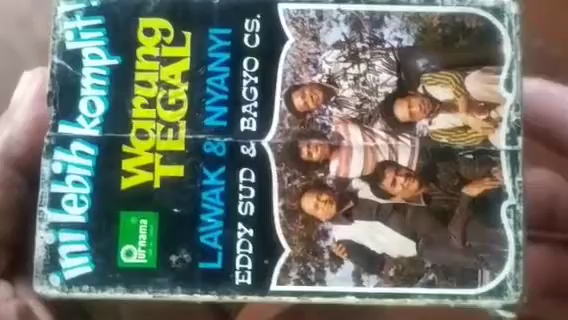 ini lebih komplit!
Warung
TEGAL
Purnama
LAWAK & NYANYI
EDDY SUD & BAGYO CS.